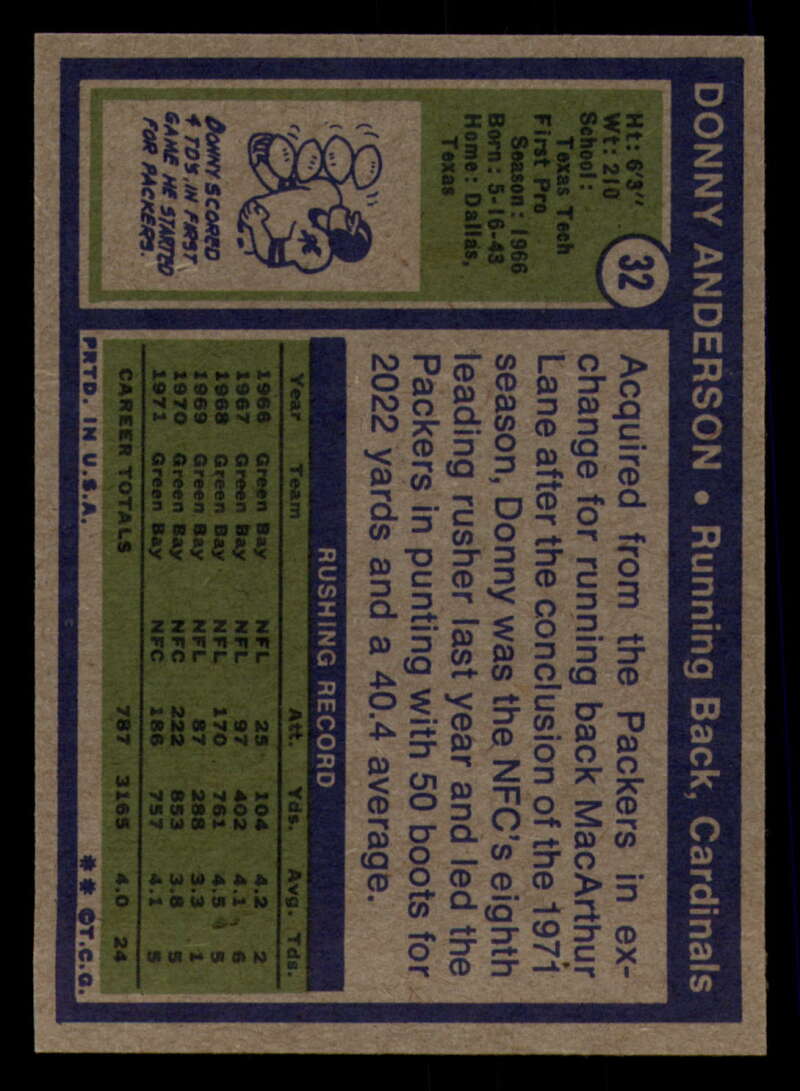 DONNY ANDERSON • Running Back, Cardinals
32
Ht: 6'3"
Wt: 210
School:
Texas Tech
First Pro
Season: 1966
Born: 5-16-43
Home: Dallas,
Texas
DONNY SCORED
4 TDS. IN FIRST
GAME HE STARTED
FOR PACKERS.
Acquired from the Packers in ex-
change for running back MacArthur
Lane after the conclusion of the 1971
season, Donny was the NFC's eighth
leading rusher last year and led the
Packers in punting with 50 boots for
2022 yards and a 40.4 average.
RUSHING RECORD
Year Team Att. Yds. Avg. Tds.
1966 Green Bay NFL 25 104 4.2 2
1967 Green Bay NFL 97 402 4.1 6
1968 Green Bay NFL 170 761 4.5 5
1969 Green Bay NFL 87 288 3.3 1
1970 Green Bay NFC 222 853 3.8 5
1971 Green Bay NFC 186 757 4.1 5
CAREER TOTALS 787 3165 4.0 24
PRTD. IN U.S.A. ** ©T.C.G.